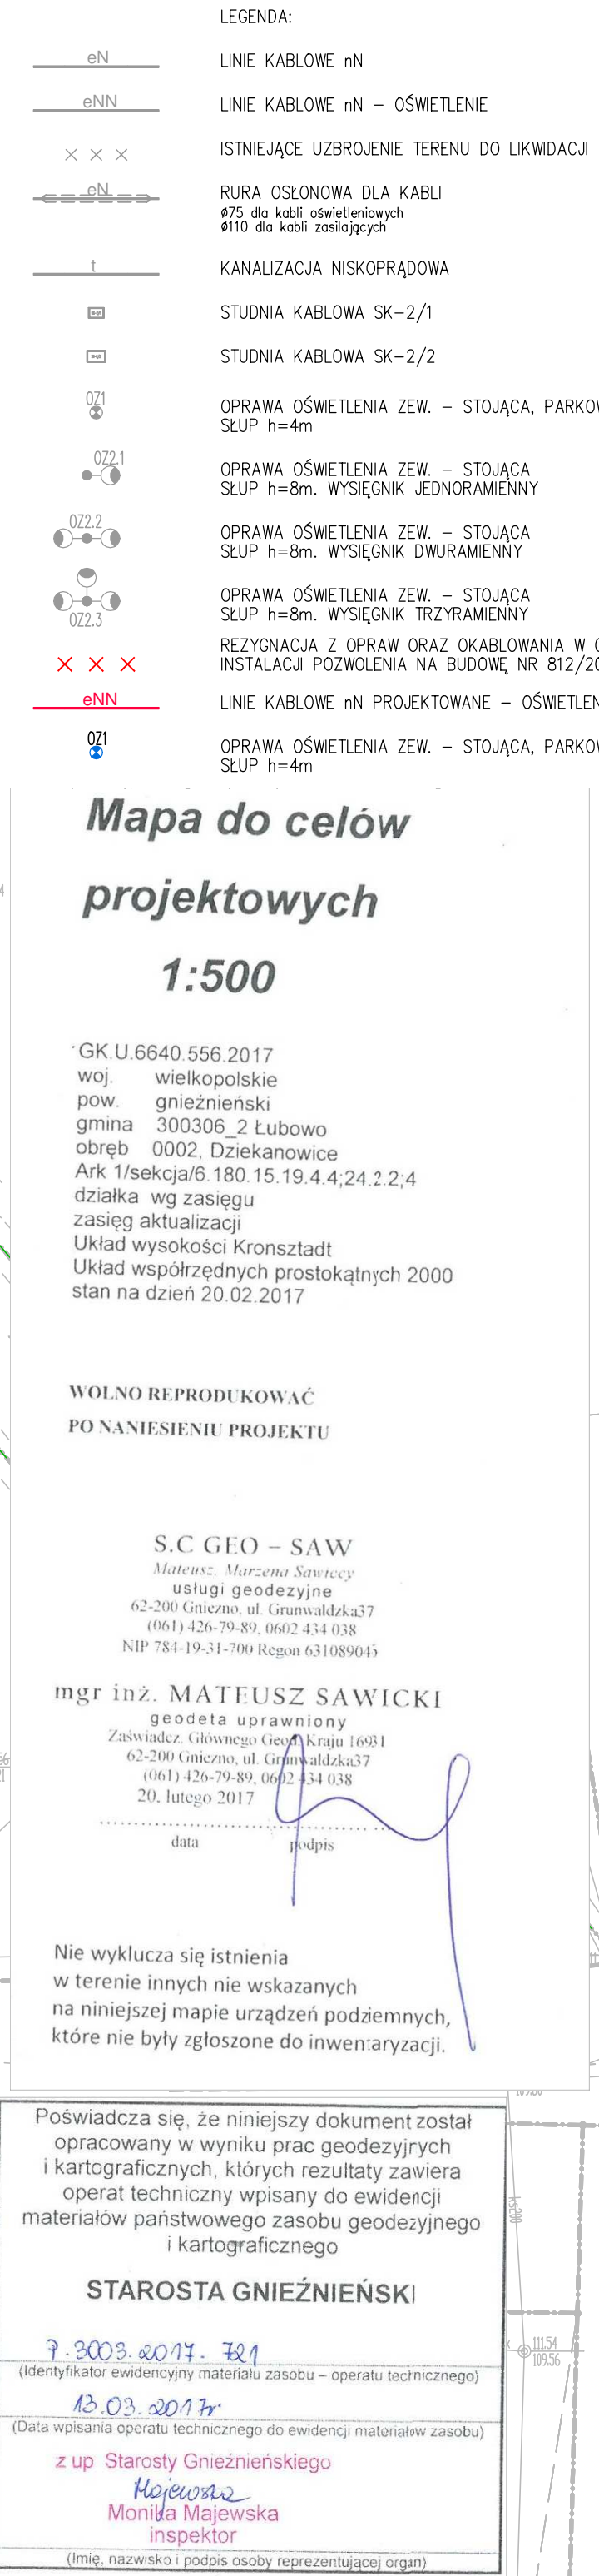 LEGENDA:
eN
LINIE KABLOWE nN
eNN
LINIE KABLOWE nN – OŚWIETLENIE
ISTNIEJĄCE UZBROJENIE TERENU DO LIKWIDACJI
eN
RURA OSŁONOWA DLA KABLI
ø75 dla kabli oświetleniowych
ø110 dla kabli zasilających
t
KANALIZACJA NISKOPRĄDOWA
STUDNIA KABLOWA SK-2/1
STUDNIA KABLOWA SK-2/2
OZ1
OPRAWA OŚWIETLENIA ZEW. – STOJĄCA, PARKOW
SŁUP h=4m
OZ2.1
OPRAWA OŚWIETLENIA ZEW. – STOJĄCA
SŁUP h=8m. WYSIĘGNIK JEDNORAMIENNY
OZ2.2
OPRAWA OŚWIETLENIA ZEW. – STOJĄCA
SŁUP h=8m. WYSIĘGNIK DWURAMIENNY
OZ2.3
OPRAWA OŚWIETLENIA ZEW. – STOJĄCA
SŁUP h=8m. WYSIĘGNIK TRZYRAMIENNY
REZYGNACJA Z OPRAW ORAZ OKABLOWANIA W
INSTALACJI POZWOLENIA NA BUDOWĘ NR 812/20
eNN
LINIE KABLOWE nN PROJEKTOWANE – OŚWIETLEN
OZ1
OPRAWA OŚWIETLENIA ZEW. – STOJĄCA, PARKOW
SŁUP h=4m
Mapa do celów
projektowych
1:500
GK.U.6640.556.2017
woj. wielkopolskie
pow. gnieźnieński
gmina 300306_2 Łubowo
obręb 0002, Dziekanowice
Ark 1/sekcja/6.180.15.19.4.4;24.2.2;4
działka wg zasięgu
zasięg aktualizacji
Układ wysokości Kronsztadt
Układ współrzędnych prostokątnych 2000
stan na dzień 20.02.2017
WOLNO REPRODUKOWAĆ
PO NANIESIENIU PROJEKTU
S.C GEO – SAW
Mateusz, Marzena Sawiccy
usługi geodezyjne
62-200 Gniezno, ul. Grunwaldzka37
(061) 426-79-89, 0602 434 038
NIP 784-19-31-700 Regon 631089045
mgr inż. MATEUSZ SAWICKI
geodeta uprawniony
Zaświadcz. Głównego Geod. Kraju 16931
62-200 Gniezno, ul. Grunwaldzka37
(061) 426-79-89, 0602 434 038
20. lutego 2017
data podpis
Nie wyklucza się istnienia
w terenie innych nie wskazanych
na niniejszej mapie urządzeń podziemnych,
które nie były zgłoszone do inwentaryzacji.
109.60
Poświadcza się, że niniejszy dokument został
opracowany w wyniku prac geodezyjnych
i kartograficznych, których rezultaty zawiera
operat techniczny wpisany do ewidencji
materiałów państwowego zasobu geodezyjnego
i kartograficznego
ks200
STAROSTA GNIEŹNIEŃSKI
P.3003.2017.721
111.54
109.56
(Identyfikator ewidencyjny materiału zasobu – operatu technicznego)
13.03.2017r
(Data wpisania operatu technicznego do ewidencji materiałów zasobu)
z up Starosty Gnieźnieńskiego
Majewska
Monika Majewska
inspektor
(Imię, nazwisko i podpis osoby reprezentującej organ)